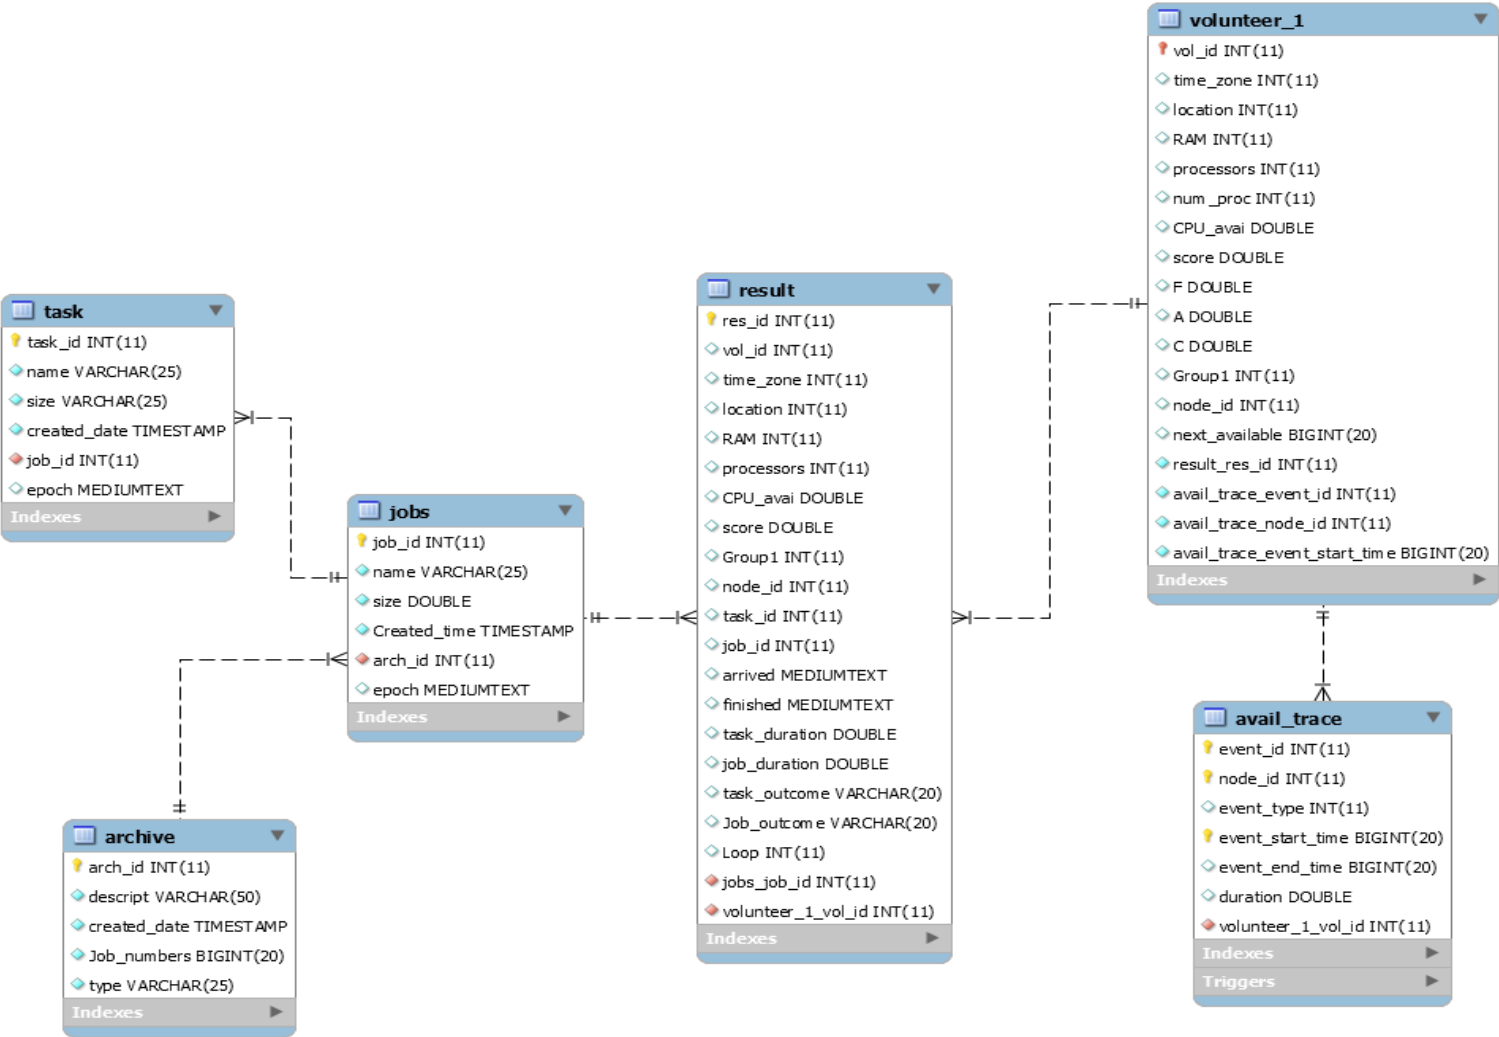 volunteer_1
vol_id INT(11)
time_zone INT(11)
location INT(11)
RAM INT(11)
processors INT(11)
num_proc INT(11)
CPU_avai DOUBLE
score DOUBLE
F DOUBLE
A DOUBLE
C DOUBLE
Group1 INT(11)
node_id INT(11)
next_available BIGINT(20)
result_res_id INT(11)
avail_trace_event_id INT(11)
avail_trace_node_id INT(11)
avail_trace_event_start_time BIGINT(20)
Indexes
task
task_id INT(11)
name VARCHAR(25)
size VARCHAR(25)
created_date TIMESTAMP
job_id INT(11)
epoch MEDIUMTEXT
Indexes
jobs
job_id INT(11)
name VARCHAR(25)
size DOUBLE
Created_time TIMESTAMP
arch_id INT(11)
epoch MEDIUMTEXT
Indexes
result
res_id INT(11)
vol_id INT(11)
time_zone INT(11)
location INT(11)
RAM INT(11)
processors INT(11)
CPU_avai DOUBLE
score DOUBLE
Group1 INT(11)
node_id INT(11)
task_id INT(11)
job_id INT(11)
arrived MEDIUMTEXT
finished MEDIUMTEXT
task_duration DOUBLE
job_duration DOUBLE
task_outcome VARCHAR(20)
Job_outcome VARCHAR(20)
Loop INT(11)
jobs_job_id INT(11)
volunteer_1_vol_id INT(11)
Indexes
archive
arch_id INT(11)
descript VARCHAR(50)
created_date TIMESTAMP
Job_numbers BIGINT(20)
type VARCHAR(25)
Indexes
avail_trace
event_id INT(11)
node_id INT(11)
event_type INT(11)
event_start_time BIGINT(20)
event_end_time BIGINT(20)
duration DOUBLE
volunteer_1_vol_id INT(11)
Indexes
Triggers